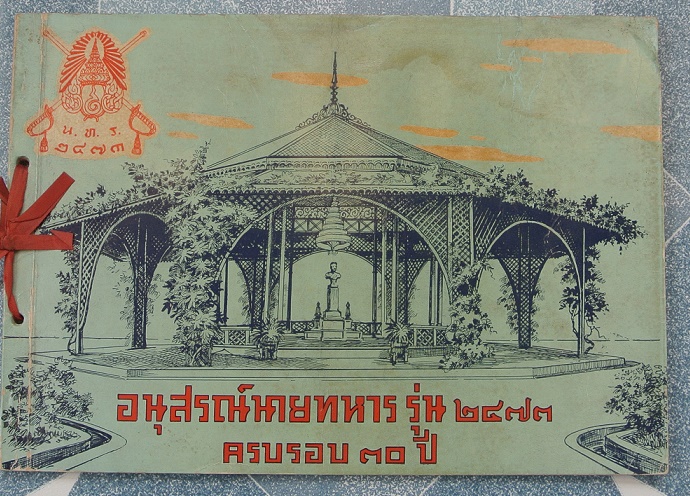 น. ท. ร.
๒๔๗๓
อนุสรณ์นายทหาร รุ่น ๒๔๗๓
ครบรอบ ๓๐ ปี